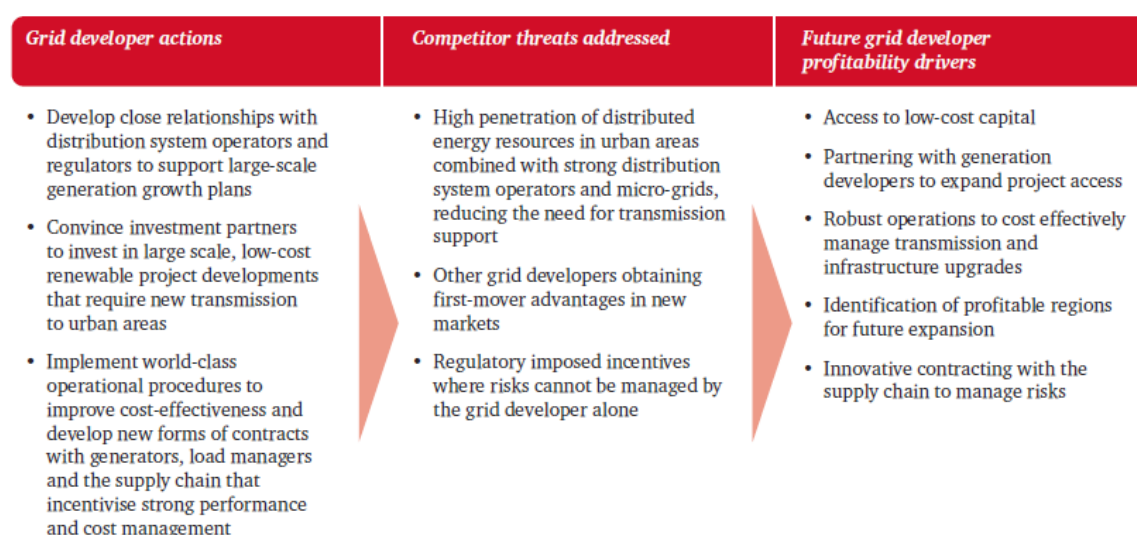 Grid developer actions
Competitor threats addressed
Future grid developer
profitability drivers
• Develop close relationships with
distribution system operators and
regulators to support large-scale
generation growth plans
• Convince investment partners
to invest in large scale, low-cost
renewable project developments
that require new transmission
to urban areas
• Implement world-class
operational procedures to
improve cost-effectiveness and
develop new forms of contracts
with generators, load managers
and the supply chain that
incentivise strong performance
and cost management
• High penetration of distributed
energy resources in urban areas
combined with strong distribution
system operators and micro-grids,
reducing the need for transmission
support
• Other grid developers obtaining
first-mover advantages in new
markets
• Regulatory imposed incentives
where risks cannot be managed by
the grid developer alone
• Access to low-cost capital
• Partnering with generation
developers to expand project access
• Robust operations to cost effectively
manage transmission and
infrastructure upgrades
• Identification of profitable regions
for future expansion
• Innovative contracting with the
supply chain to manage risks